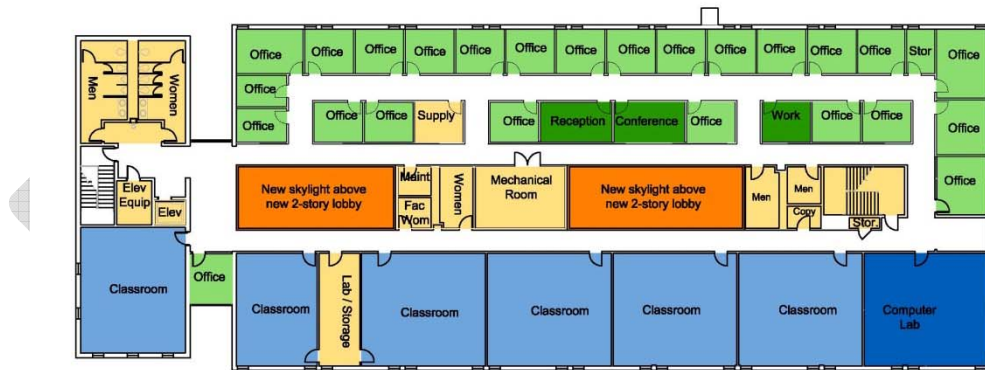 Office
Office
Office
Office
Office
Office
Office
Office
Office
Office
Office
Office
Office
Stor
Office
Men
Women
Office
Office
Office
Office
Supply
Office
Reception
Conference
Office
Work
Office
Office
Office
Office
Elev
Equip
Elev
New skylight above
new 2-story lobby
Maint
Fac
Wom
Women
Mechanical
Room
New skylight above
new 2-story lobby
Men
Men
Copy
Stor.
Classroom
Office
Classroom
Lab / Storage
Classroom
Classroom
Classroom
Classroom
Computer
Lab